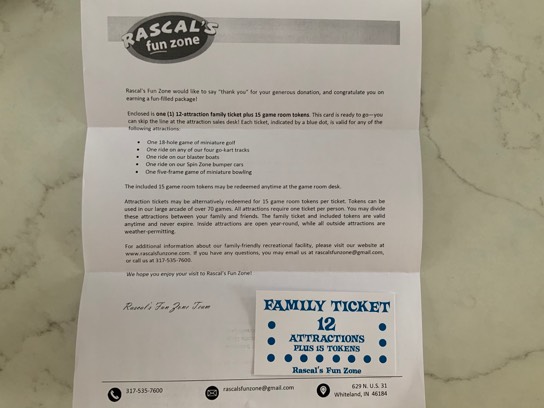 RASCAL'S
fun zone
Rascal's Fun Zone would like to say "thank you" for your generous donation, and congratulate you on
earning a fun-filled package!
Enclosed is one (1) 12-attraction family ticket plus 15 game room tokens. This card is ready to go—you
can skip the line at the attraction sales desk! Each ticket, indicated by a blue dot, is valid for any of the
following attractions:
• One 18-hole game of miniature golf
• One ride on any of our four go-kart tracks
• One ride on our blaster boats
• One ride on our Spin Zone bumper cars
• One five-frame game of miniature bowling
The included 15 game room tokens may be redeemed anytime at the game room desk.
Attraction tickets may be alternatively redeemed for 15 game room tokens per ticket. Tokens can be
used in our large arcade of over 70 games. All attractions require one ticket per person. You may divide
these attractions between your family and friends. The family ticket and included tokens are valid
anytime and never expire. Inside attractions are open year-round, while all outside attractions are
weather-permitting.
For additional information about our family-friendly recreational facility, please visit our website at
www.rascalsfunzone.com. If you have any questions, you may email us at rascalsfunzone@gmail.com,
or call us at 317-535-7600.
We hope you enjoy your visit to Rascal's Fun Zone!
Rascal's Fun Zone Team
FAMILY TICKET
12
ATTRACTIONS
PLUS 15 TOKENS
Rascal's Fun Zone
317-535-7600
rascalsfunzone@gmail.com
629 N. U.S. 31
Whiteland, IN 46184